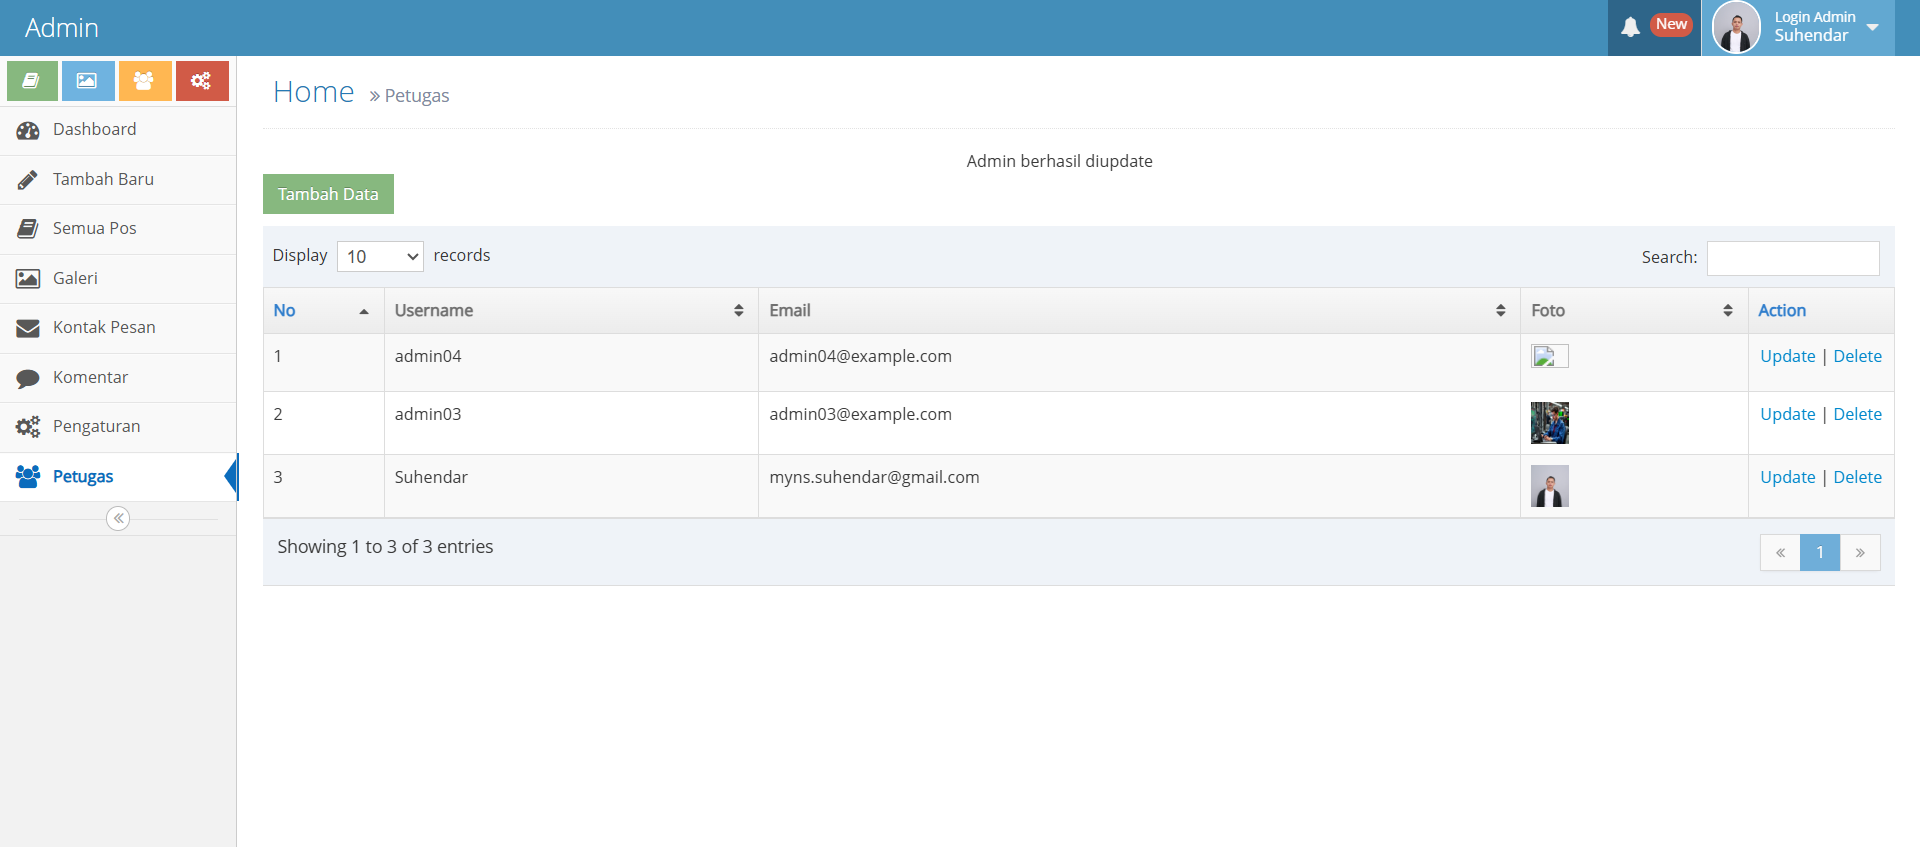 Admin
New
Login Admin
Suhendar
Dashboard
Tambah Baru
Semua Pos
Galeri
Kontak Pesan
Komentar
Pengaturan
Petugas
Home » Petugas
Admin berhasil diupdate
Tambah Data
Display 10 records
Search:
No Username Email Foto Action
1 admin04 admin04@example.com Update | Delete
2 admin03 admin03@example.com Update | Delete
3 Suhendar myns.suhendar@gmail.com Update | Delete
Showing 1 to 3 of 3 entries
« 1 »